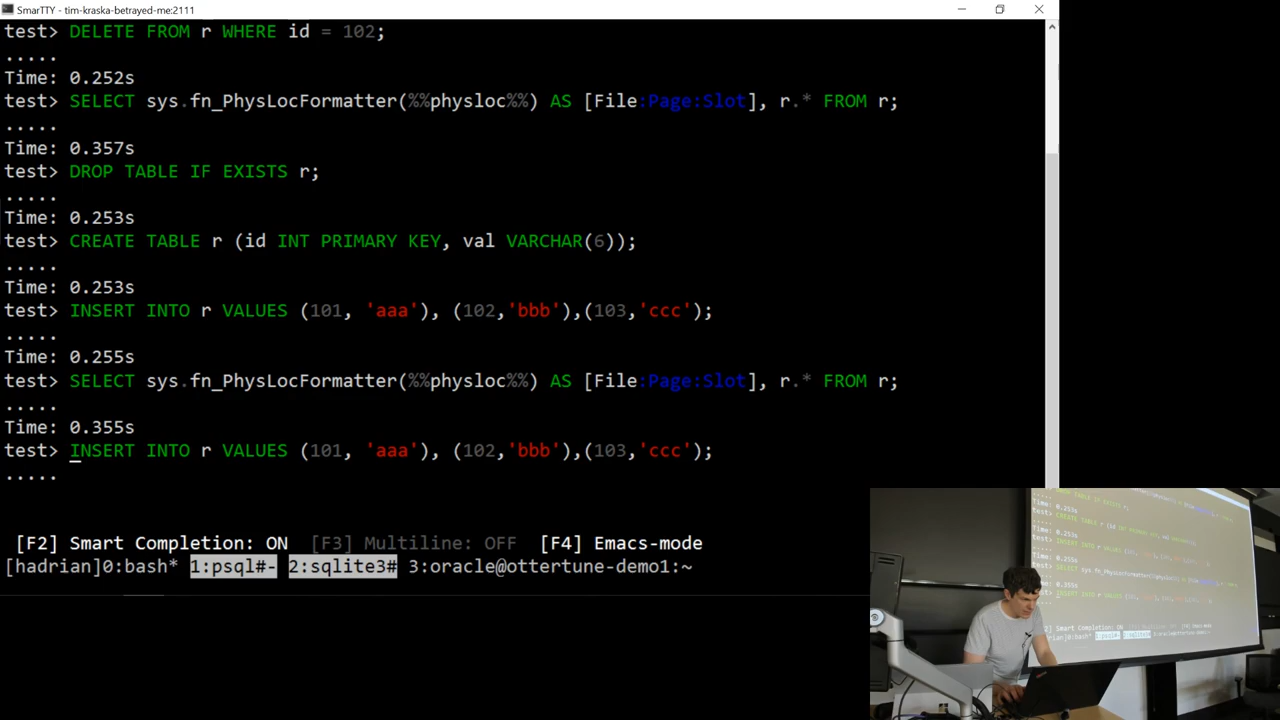 SmarTTY - tim-kraska-betrayed-me:2111
test> DELETE FROM r WHERE id = 102;
.....
Time: 0.252s
test> SELECT sys.fn_PhysLocFormatter(%%physloc%%) AS [File:Page:Slot], r.* FROM r;
.....
Time: 0.357s
test> DROP TABLE IF EXISTS r;
.....
Time: 0.253s
test> CREATE TABLE r (id INT PRIMARY KEY, val VARCHAR(6));
.....
Time: 0.253s
test> INSERT INTO r VALUES (101, 'aaa'), (102,'bbb'),(103,'ccc');
.....
Time: 0.255s
test> SELECT sys.fn_PhysLocFormatter(%%physloc%%) AS [File:Page:Slot], r.* FROM r;
.....
Time: 0.355s
test> INSERT INTO r VALUES (101, 'aaa'), (102,'bbb'),(103,'ccc');
.....
[F2] Smart Completion: ON [F3] Multiline: OFF [F4] Emacs-mode
[hadrian]0:bash* 1:psql#- 2:sqlite3# 3:oracle@ottertune-demo1:~